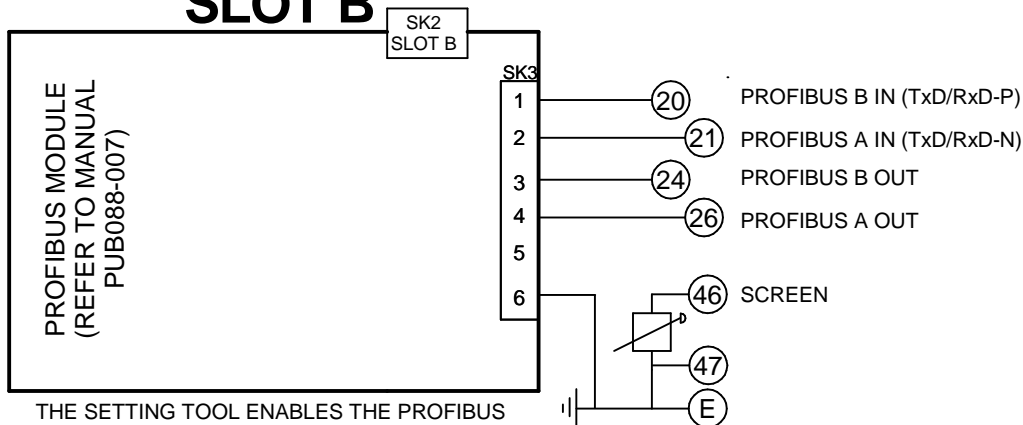 SLOT B
SK2
SLOT B
PROFIBUS MODULE
(REFER TO MANUAL
PUB088-007)
SK3
1
2
3
4
5
6
20 PROFIBUS B IN (TxD/RxD-P)
21 PROFIBUS A IN (TxD/RxD-N)
24 PROFIBUS B OUT
26 PROFIBUS A OUT
46 SCREEN
47
E
THE SETTING TOOL ENABLES THE PROFIBUS